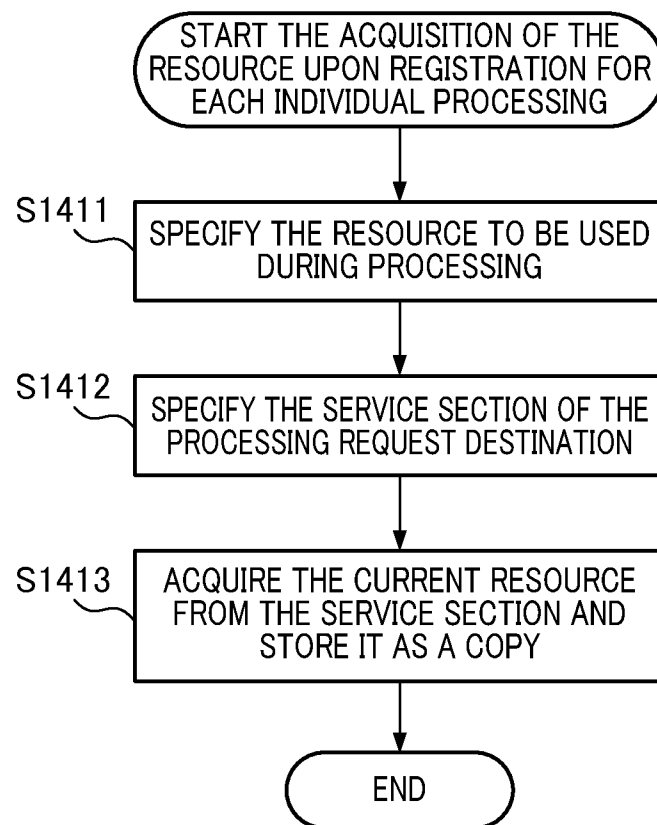 START THE ACQUISITION OF THE
RESOURCE UPON REGISTRATION FOR
EACH INDIVIDUAL PROCESSING
S1411
SPECIFY THE RESOURCE TO BE USED
DURING PROCESSING
S1412
SPECIFY THE SERVICE SECTION OF THE
PROCESSING REQUEST DESTINATION
S1413
ACQUIRE THE CURRENT RESOURCE
FROM THE SERVICE SECTION AND
STORE IT AS A COPY
END